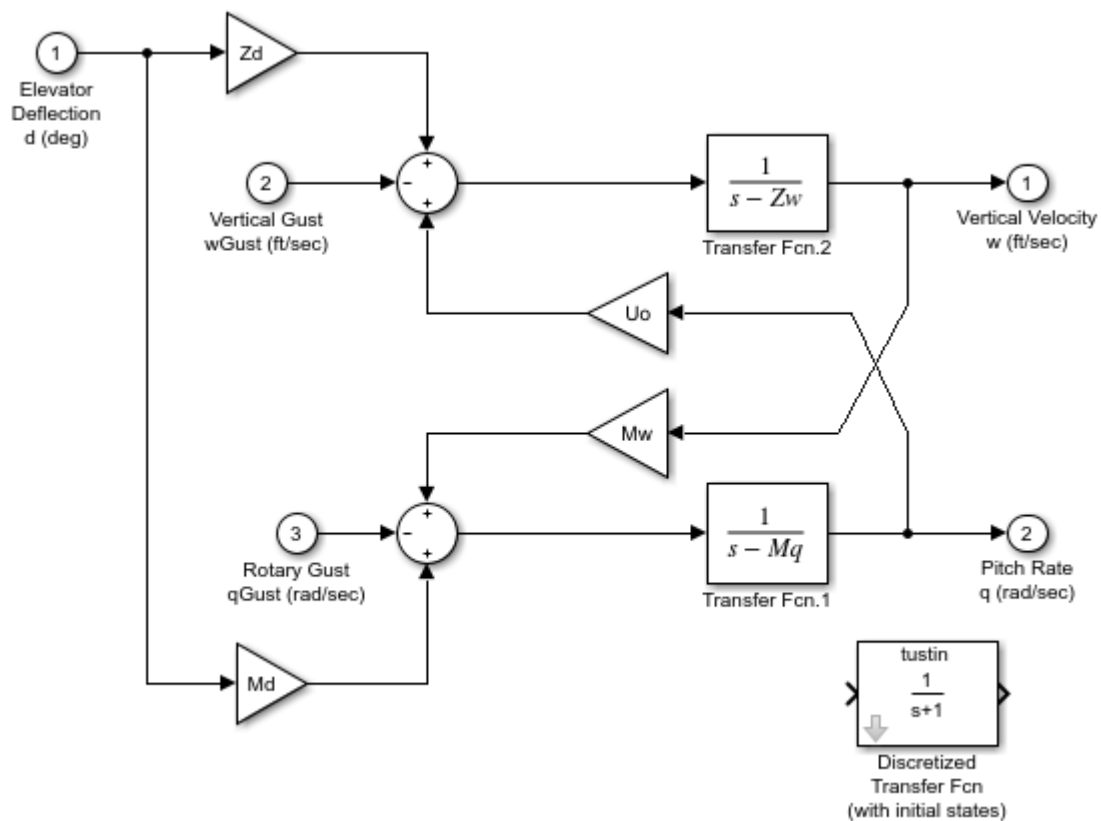 1
Elevator
Deflection
d (deg)
Zd
+
−
+
2
Vertical Gust
wGust (ft/sec)
1
s − Zw
Transfer Fcn.2
1
Vertical Velocity
w (ft/sec)
Uo
Mw
+
−
+
3
Rotary Gust
qGust (rad/sec)
1
s − Mq
Transfer Fcn.1
2
Pitch Rate
q (rad/sec)
Md
tustin
1
s+1
Discretized
Transfer Fcn
(with initial states)